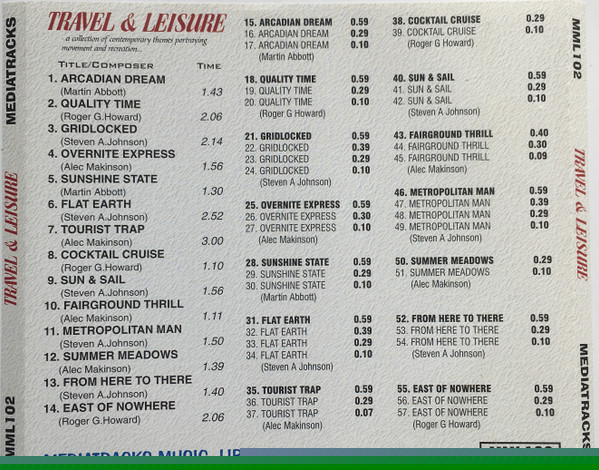 MEDIATRACKS
TRAVEL & LEISURE
MML102
TRAVEL & LEISURE
a collection of contemporary themes portraying
movement and recreation...
TITLE/COMPOSER TIME
1. ARCADIAN DREAM
(Martin Abbott) 1.43
2. QUALITY TIME
(Roger G.Howard) 2.06
3. GRIDLOCKED
(Steven A.Johnson) 2.14
4. OVERNITE EXPRESS
(Alec Makinson) 1.56
5. SUNSHINE STATE
(Martin Abbott) 1.30
6. FLAT EARTH
(Steven A.Johnson) 2.52
7. TOURIST TRAP
(Alec Makinson) 3.00
8. COCKTAIL CRUISE
(Roger G.Howard) 1.10
9. SUN & SAIL
(Steven A.Johnson) 1.56
10. FAIRGROUND THRILL
(Alec Makinson) 1.11
11. METROPOLITAN MAN
(Steven A.Johnson) 1.50
12. SUMMER MEADOWS
(Alec Makinson) 1.39
13. FROM HERE TO THERE
(Steven A.Johnson) 1.40
14. EAST OF NOWHERE
(Roger G.Howard) 2.06
15. ARCADIAN DREAM 0.59
16. ARCADIAN DREAM 0.29
17. ARCADIAN DREAM 0.10
(Martin Abbott)
18. QUALITY TIME 0.59
19. QUALITY TIME 0.29
20. QUALITY TIME 0.10
(Roger G Howard)
21. GRIDLOCKED 0.59
22. GRIDLOCKED 0.39
23. GRIDLOCKED 0.29
24. GRIDLOCKED 0.10
(Steven A Johnson)
25. OVERNITE EXPRESS 0.59
26. OVERNITE EXPRESS 0.30
27. OVERNITE EXPRESS 0.10
(Alec Makinson)
28. SUNSHINE STATE 0.59
29. SUNSHINE STATE 0.29
30. SUNSHINE STATE 0.10
(Martin Abbott)
31. FLAT EARTH 0.59
32. FLAT EARTH 0.39
33. FLAT EARTH 0.29
34. FLAT EARTH 0.10
(Steven A Johnson)
35. TOURIST TRAP 0.59
36. TOURIST TRAP 0.29
37. TOURIST TRAP 0.07
(Alec Makinson)
38. COCKTAIL CRUISE 0.29
39. COCKTAIL CRUISE 0.10
(Roger G Howard)
40. SUN & SAIL 0.59
41. SUN & SAIL 0.29
42. SUN & SAIL 0.10
(Steven A Johnson)
43. FAIRGROUND THRILL 0.40
44. FAIRGROUND THRILL 0.30
45. FAIRGROUND THRILL 0.09
(Alec Makinson)
46. METROPOLITAN MAN 0.59
47. METROPOLITAN MAN 0.39
48. METROPOLITAN MAN 0.29
49. METROPOLITAN MAN 0.10
(Steven A Johnson)
50. SUMMER MEADOWS 0.29
51. SUMMER MEADOWS 0.10
(Alec Makinson)
52. FROM HERE TO THERE 0.59
53. FROM HERE TO THERE 0.29
54. FROM HERE TO THERE 0.10
(Steven A Johnson)
55. EAST OF NOWHERE 0.59
56. EAST OF NOWHERE 0.29
57. EAST OF NOWHERE 0.10
(Roger G Howard)
MML102
TRAVEL & LEISURE
MEDIATRACKS
MEDIATRACKS MUSIC